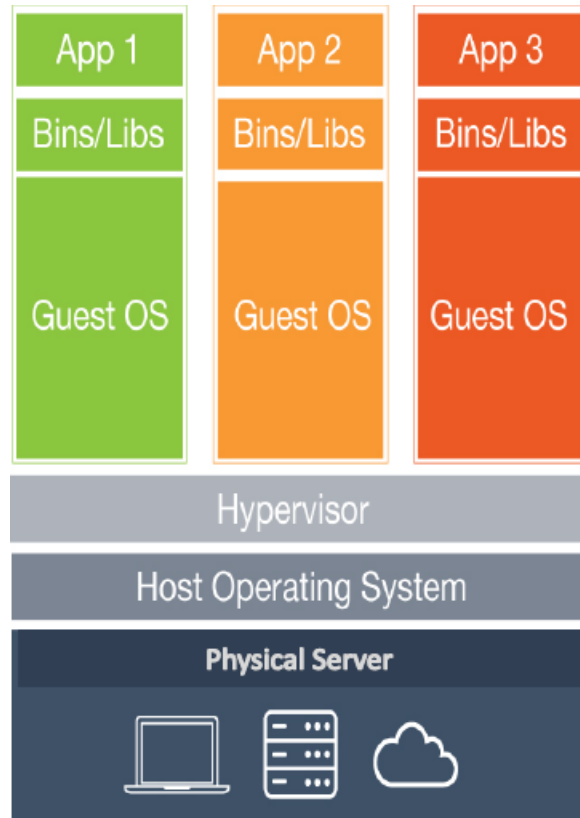 App 1
App 2
App 3
Bins/Libs
Bins/Libs
Bins/Libs
Guest OS
Guest OS
Guest OS
Hypervisor
Host Operating System
Physical Server